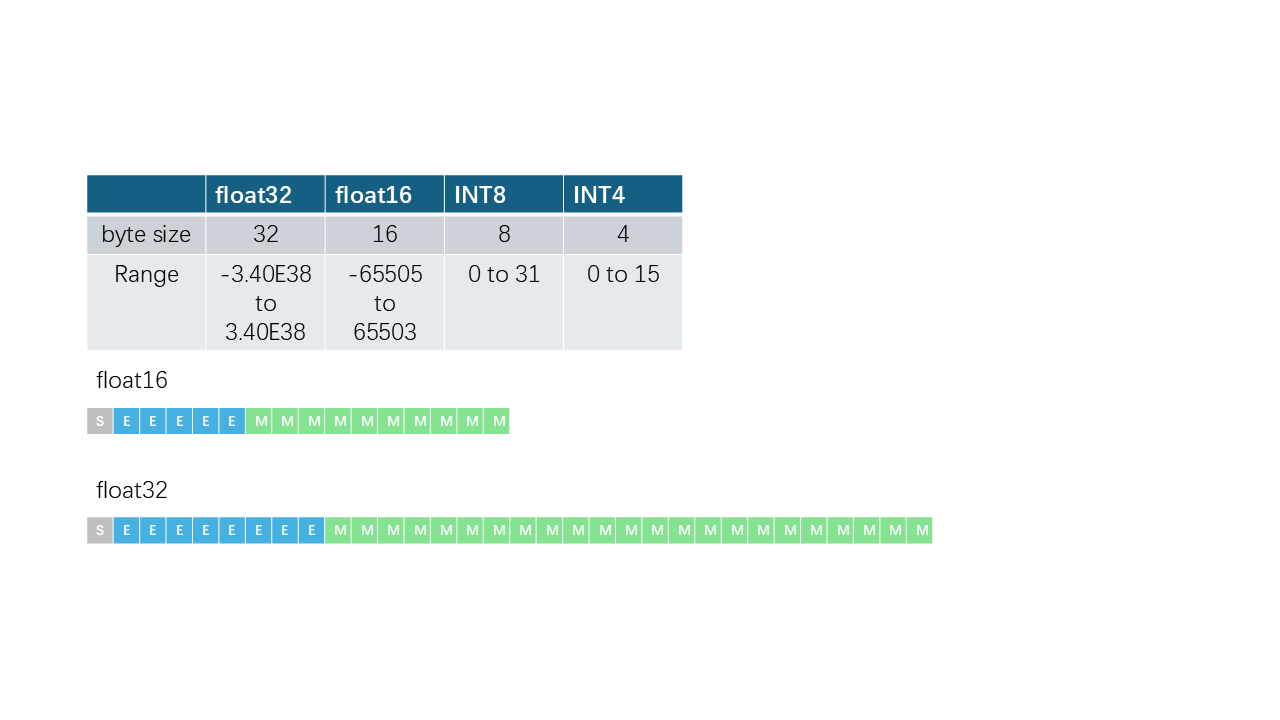 float32 float16 INT8 INT4
byte size 32 16 8 4
Range -3.40E38 -65505 0 to 31 0 to 15
to to
3.40E38 65503
float16
S E E E E E M M M M M M M M M M
float32
S E E E E E E E E M M M M M M M M M M M M M M M M M M M M M M M